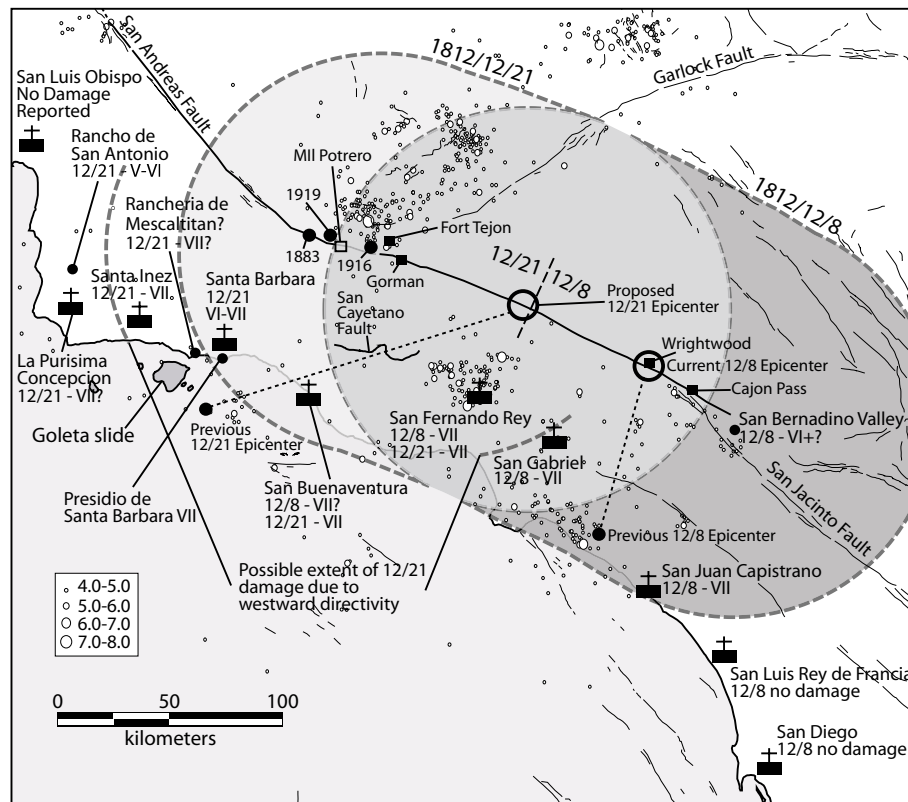 San Andreas Fault
1812/12/21
Garlock Fault
San Luis Obispo
No Damage
Reported
Rancho de
San Antonio
12/21 - V-VI
MIl Potrero
1919
1883
1916
Fort Tejon
Gorman
1812/12/8
Rancheria de
Mescaltitan?
12/21 - VII?
Santa Inez
12/21 - VII
Santa Barbara
12/21
VI-VII
12/21
12/8
Proposed
12/21 Epicenter
San
Cayetano
Fault
Wrightwood
Current 12/8 Epicenter
Cajon Pass
La Purisima
Concepcion
12/21 - VII?
Goleta slide
Previous
12/21 Epicenter
San Fernando Rey
12/8 - VII
12/21 - VII
San Bernadino Valley
12/8 - VI+?
San Gabriel
12/8 - VII
San Jacinto Fault
Presidio de
Santa Barbara VII
San Buenaventura
12/8 - VII?
12/21 - VII
Previous 12/8 Epicenter
Possible extent of 12/21
damage due to
westward directivity
San Juan Capistrano
12/8 - VII
4.0-5.0
5.0-6.0
6.0-7.0
7.0-8.0
San Luis Rey de Francia
12/8 no damage
0 50 100
kilometers
San Diego
12/8 no damage